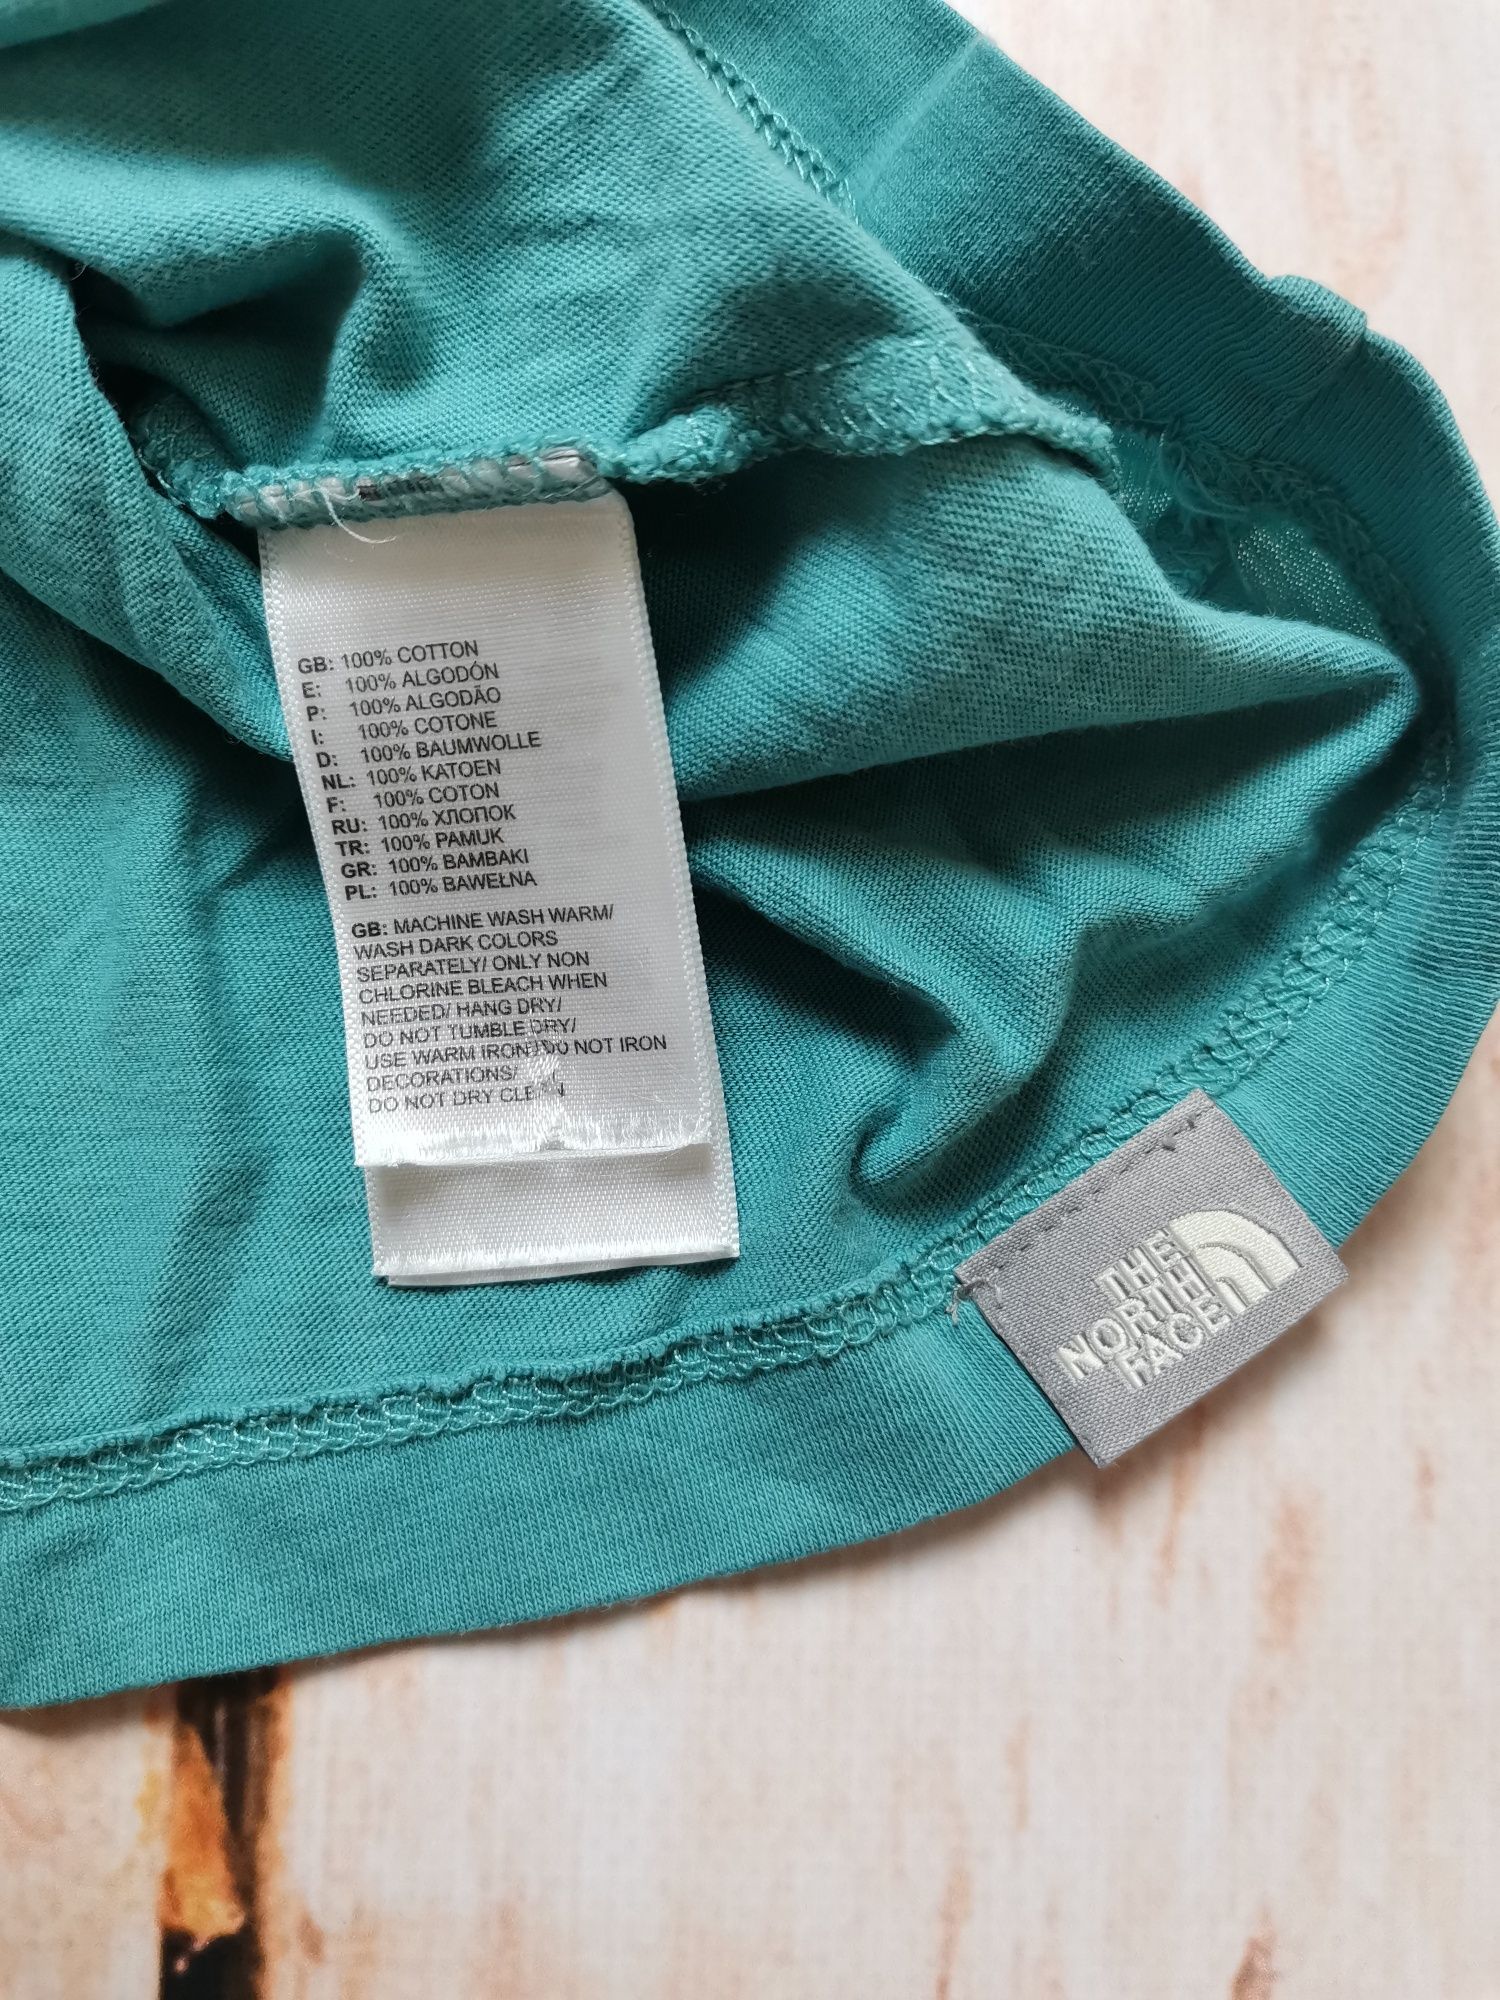 GB: 100% COTTON
E: 100% ALGODÓN
P: 100% ALGODÃO
I: 100% COTONE
D: 100% BAUMWOLLE
NL: 100% KATOEN
F: 100% COTON
RU: 100% ХЛОПОК
TR: 100% PAMUK
GR: 100% BAMBAKI
PL: 100% BAWEŁNA
GB: MACHINE WASH WARM/
WASH DARK COLORS
SEPARATELY/ ONLY NON
CHLORINE BLEACH WHEN
NEEDED/ HANG DRY/
DO NOT TUMBLE DRY/
USE WARM IRON/ DO NOT IRON
DECORATIONS/
DO NOT DRY CLEAN
THE
NORTH
FACE